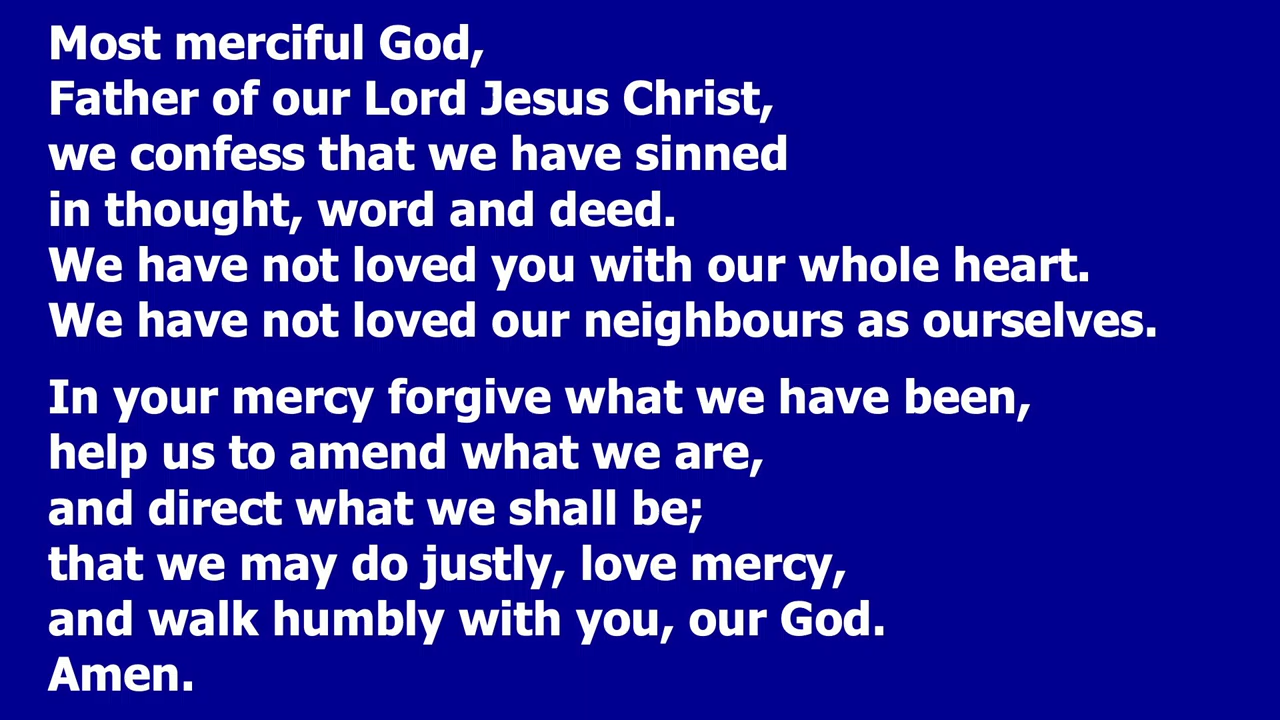 Most merciful God,
Father of our Lord Jesus Christ,
we confess that we have sinned
in thought, word and deed.
We have not loved you with our whole heart.
We have not loved our neighbours as ourselves.
In your mercy forgive what we have been,
help us to amend what we are,
and direct what we shall be;
that we may do justly, love mercy,
and walk humbly with you, our God.
Amen.